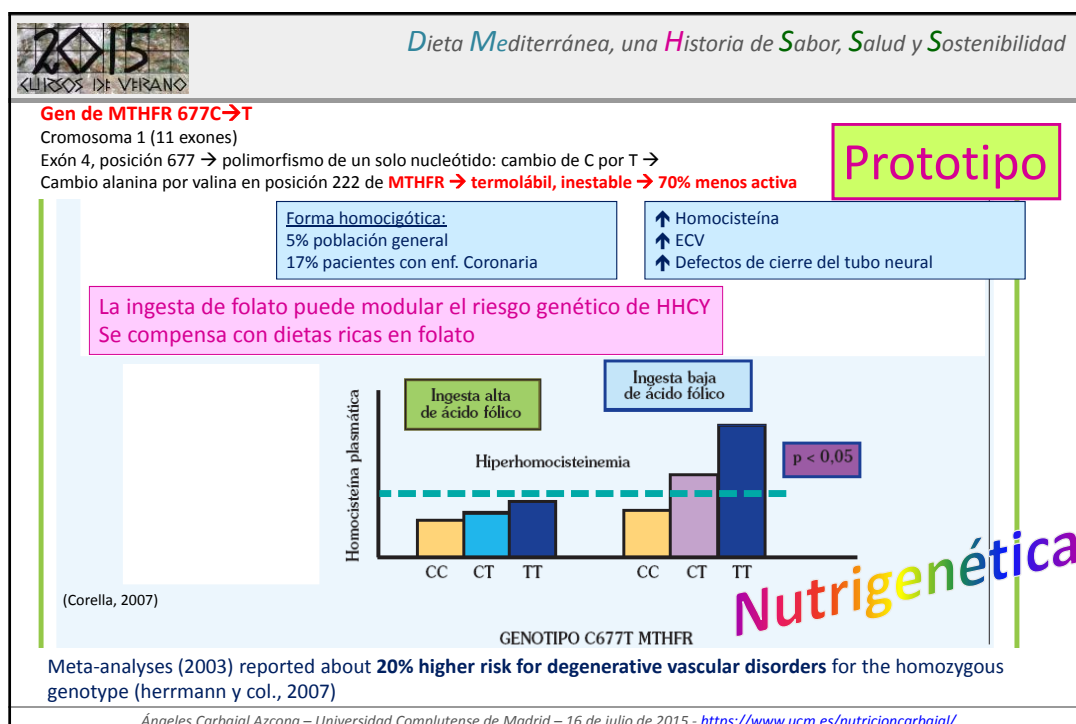 2015
CURSOS DE VERANO
Dieta Mediterránea, una Historia de Sabor, Salud y Sostenibilidad
Gen de MTHFR 677C→T
Cromosoma 1 (11 exones)
Exón 4, posición 677 → polimorfismo de un solo nucleótido: cambio de C por T →
Cambio alanina por valina en posición 222 de MTHFR → termolábil, inestable → 70% menos activa
Prototipo
Forma homocigótica:
5% población general
17% pacientes con enf. Coronaria
↑ Homocisteína
↑ ECV
↑ Defectos de cierre del tubo neural
La ingesta de folato puede modular el riesgo genético de HHCY
Se compensa con dietas ricas en folato
Homocisteína plasmática
Ingesta alta
de ácido fólico
Ingesta baja
de ácido fólico
Hiperhomocisteinemia
p < 0,05
CC CT TT CC CT TT
GENOTIPO C677T MTHFR
(Corella, 2007)
Nutrigenética
Meta-analyses (2003) reported about 20% higher risk for degenerative vascular disorders for the homozygous
genotype (herrmann y col., 2007)
Ángeles Carbajal Azcona – Universidad Complutense de Madrid – 16 de julio de 2015 - https://www.ucm.es/nutricioncarbajal/